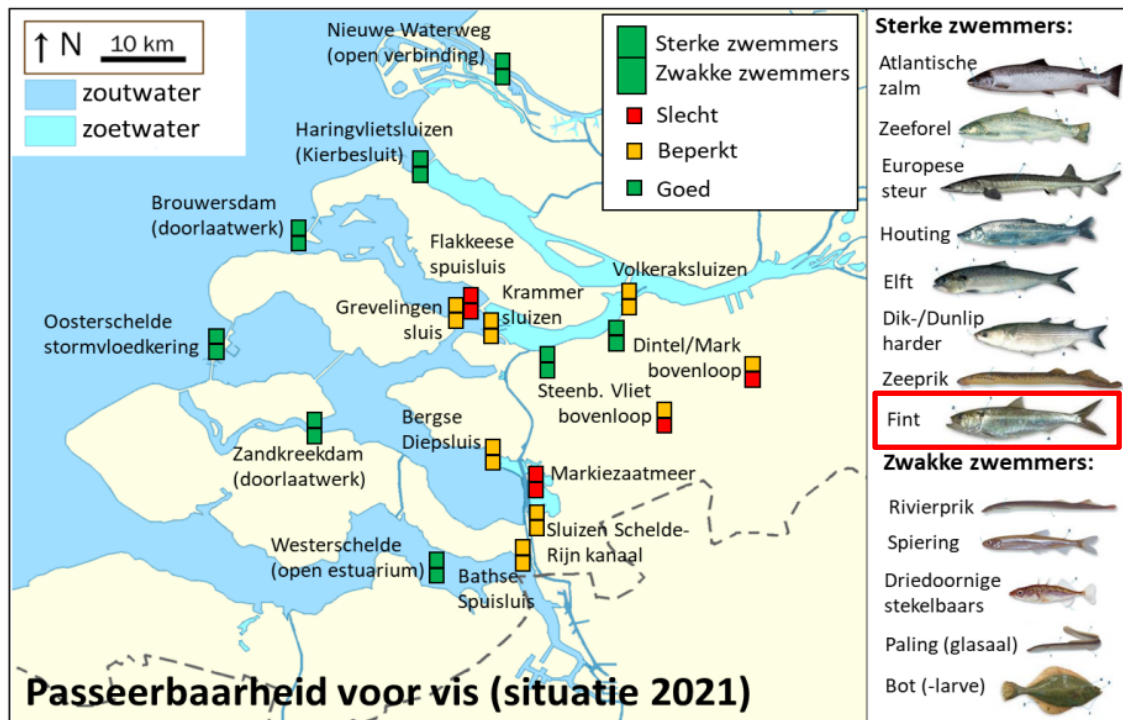 ↑ N 10 km
zoutwater
zoetwater
Nieuwe Waterweg
(open verbinding)
Sterke zwemmers
Zwakke zwemmers
Slecht
Beperkt
Goed
Haringvlietsluizen
(Kierbesluit)
Brouwersdam
(doorlaatwerk)
Flakkeese
spuisluis
Volkeraksluizen
Grevelingen
sluis
Krammer
sluizen
Oosterschelde
stormvloedkering
Dintel/Mark
bovenloop
Steenb. Vliet
bovenloop
Bergse
Diepsluis
Zandkreekdam
(doorlaatwerk)
Markiezaatmeer
Sluizen Schelde-
Rijn kanaal
Westerschelde
(open estuarium)
Bathse
Spuisluis
Passeerbaarheid voor vis (situatie 2021)
Sterke zwemmers:
Atlantische
zalm
Zeeforel
Europese
steur
Houting
Elft
Dik-/Dunlip
harder
Zeeprik
Fint
Zwakke zwemmers:
Rivierprik
Spiering
Driedoornige
stekelbaars
Paling (glasaal)
Bot (-larve)